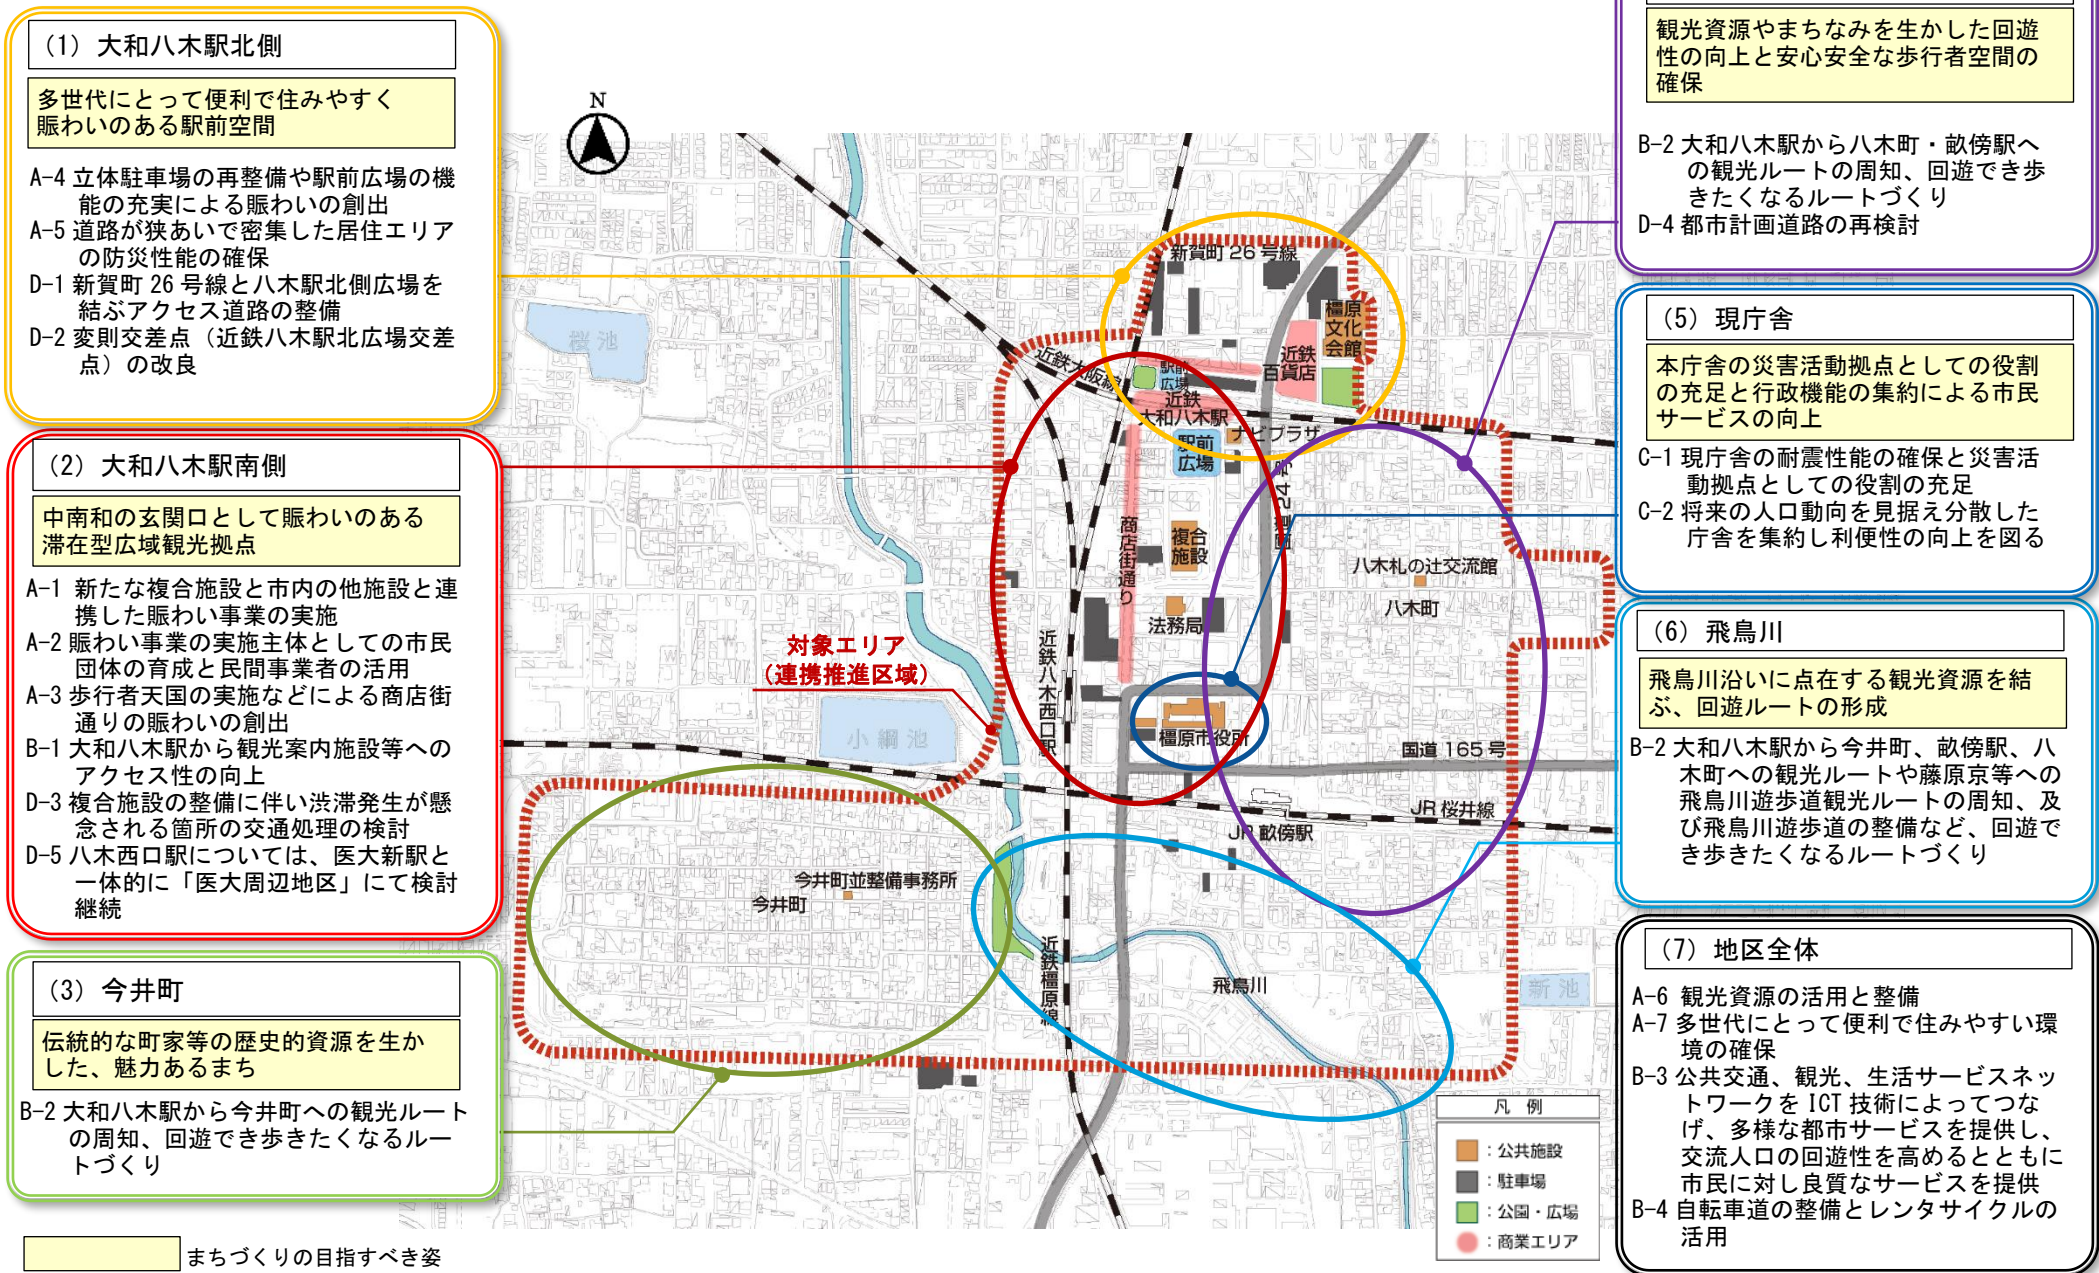 (1) 大和八木駅北側
多世代にとって便利で住みやすく
賑わいのある駅前空間
A-4 立体駐車場の再整備や駅前広場の機
能の充実による賑わいの創出
A-5 道路が狭あいで密集した居住エリア
の防災性能の確保
D-1 新賀町 26 号線と八木駅北側広場を
結ぶアクセス道路の整備
D-2 変則交差点（近鉄八木駅北広場交差
点）の改良
(2) 大和八木駅南側
中南和の玄関口として賑わいのある
滞在型広域観光拠点
A-1 新たな複合施設と市内の他施設と連
携した賑わい事業の実施
A-2 賑わい事業の実施主体としての市民
団体の育成と民間事業者の活用
A-3 歩行者天国の実施などによる商店街
通りの賑わいの創出
B-1 大和八木駅から観光案内施設等への
アクセス性の向上
D-3 複合施設の整備に伴い渋滞発生が懸
念される箇所の交通処理の検討
D-5 八木西口駅については、医大新駅と
一体的に「医大周辺地区」にて検討
継続
(3) 今井町
伝統的な町家等の歴史的資源を生か
した、魅力あるまち
B-2 大和八木駅から今井町への観光ルート
の周知、回遊でき歩きたくなるルー
トづくり
まちづくりの目指すべき姿
N
新賀町 26 号線
橿原
文化
会館
近鉄
百貨店
桜池
近鉄大阪線
駅前
広場
近鉄
大和八木駅
ナビプラザ
駅前
広場
国道 24 号
商店街通り
複合
施設
八木札の辻交流館
八木町
法務局
対象エリア
（連携推進区域）
近鉄八木西口駅
小綱池
橿原市役所
国道 165 号
JR 桜井線
JR 畝傍駅
今井町並整備事務所
今井町
近鉄橿原線
飛鳥川
新池
凡 例
：公共施設
：駐車場
：公園・広場
：商業エリア
観光資源やまちなみを生かした回遊
性の向上と安心安全な歩行者空間の
確保
B-2 大和八木駅から八木町・畝傍駅へ
の観光ルートの周知、回遊でき歩
きたくなるルートづくり
D-4 都市計画道路の再検討
(5) 現庁舎
本庁舎の災害活動拠点としての役割
の充足と行政機能の集約による市民
サービスの向上
C-1 現庁舎の耐震性能の確保と災害活
動拠点としての役割の充足
C-2 将来の人口動向を見据え分散した
庁舎を集約し利便性の向上を図る
(6) 飛鳥川
飛鳥川沿いに点在する観光資源を結
ぶ、回遊ルートの形成
B-2 大和八木駅から今井町、畝傍駅、八
木町への観光ルートや藤原京等への
飛鳥川遊歩道観光ルートの周知、及
び飛鳥川遊歩道の整備など、回遊で
き歩きたくなるルートづくり
(7) 地区全体
A-6 観光資源の活用と整備
A-7 多世代にとって便利で住みやすい環
境の確保
B-3 公共交通、観光、生活サービスネッ
トワークを ICT 技術によってつな
げ、多様な都市サービスを提供し、
交流人口の回遊性を高めるとともに
市民に対し良質なサービスを提供
B-4 自転車道の整備とレンタサイクルの
活用